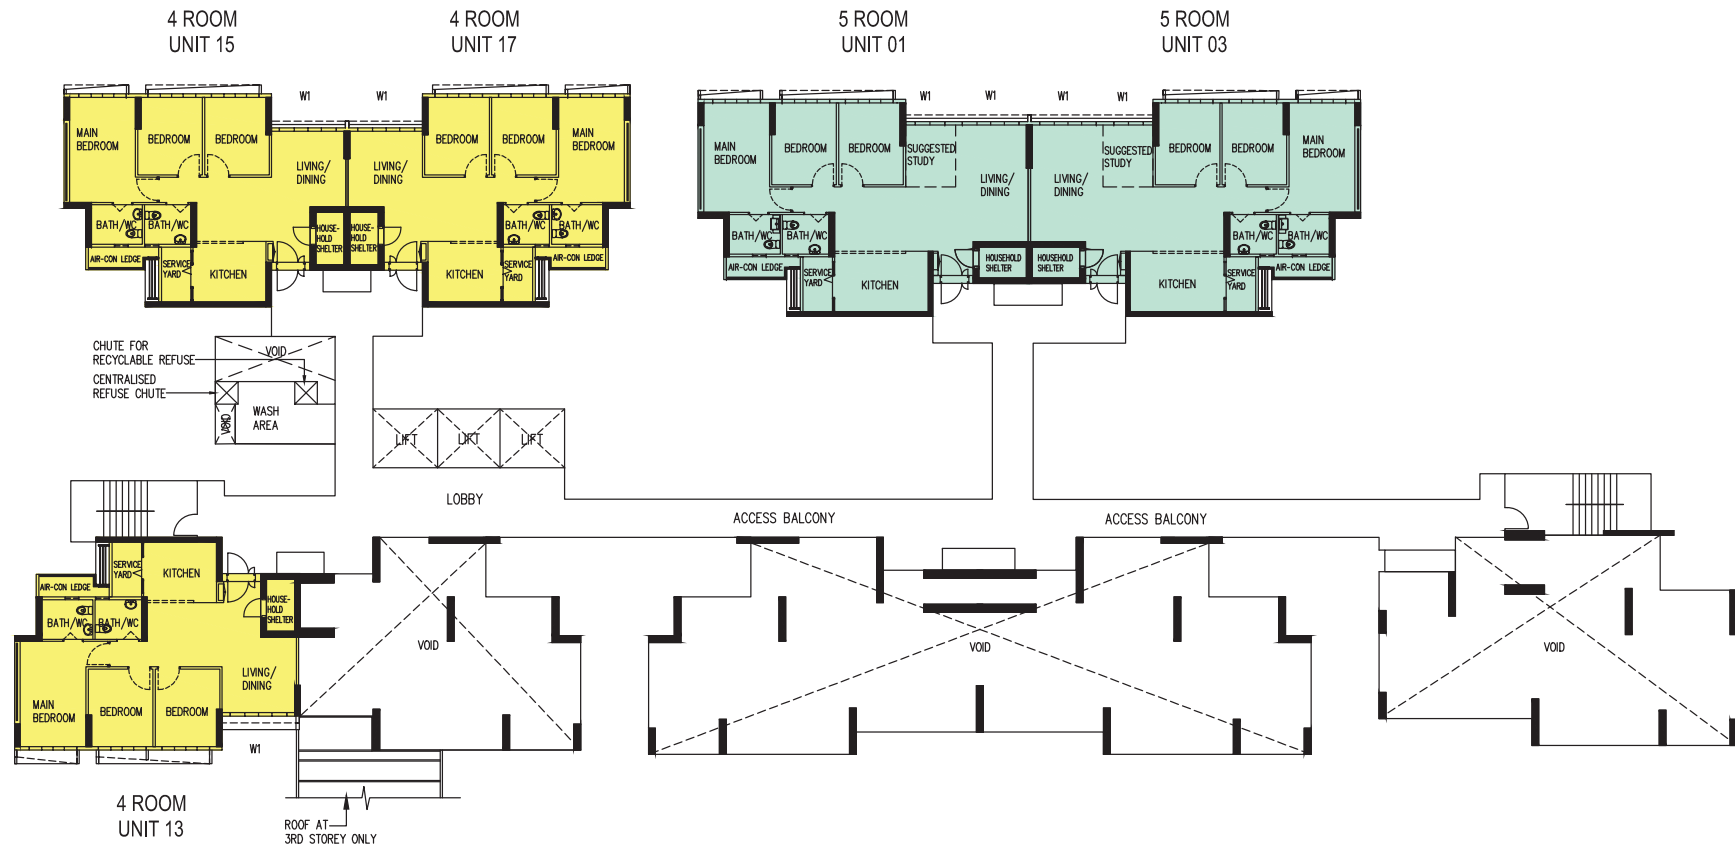 4 ROOM
UNIT 15
4 ROOM
UNIT 17
5 ROOM
UNIT 01
5 ROOM
UNIT 03
W1
W1
MAIN
BEDROOM
BEDROOM
BEDROOM
LIVING/
DINING
LIVING/
DINING
BEDROOM
BEDROOM
MAIN
BEDROOM
BATH/WC
BATH/WC
HOUSE-
HOLD
SHELTER
HOUSE-
HOLD
SHELTER
BATH/WC
BATH/WC
AIR-CON LEDGE
SERVICE
YARD
KITCHEN
KITCHEN
SERVICE
YARD
AIR-CON LEDGE
W1
W1
W1
W1
MAIN
BEDROOM
BEDROOM
BEDROOM
SUGGESTED
STUDY
LIVING/
DINING
LIVING/
DINING
SUGGESTED
STUDY
BEDROOM
BEDROOM
MAIN
BEDROOM
BATH/WC
BATH/WC
HOUSEHOLD
SHELTER
HOUSEHOLD
SHELTER
BATH/WC
BATH/WC
AIR-CON LEDGE
SERVICE
YARD
KITCHEN
KITCHEN
SERVICE
YARD
AIR-CON LEDGE
CHUTE FOR
RECYCLABLE REFUSE
CENTRALISED
REFUSE CHUTE
VOID
VOID
WASH
AREA
LIFT
LIFT
LIFT
LOBBY
ACCESS BALCONY
ACCESS BALCONY
SERVICE
YARD
KITCHEN
AIR-CON LEDGE
HOUSE-
HOLD
SHELTER
BATH/WC
BATH/WC
LIVING/
DINING
MAIN
BEDROOM
BEDROOM
BEDROOM
W1
VOID
VOID
VOID
4 ROOM
UNIT 13
ROOF AT
3RD STOREY ONLY